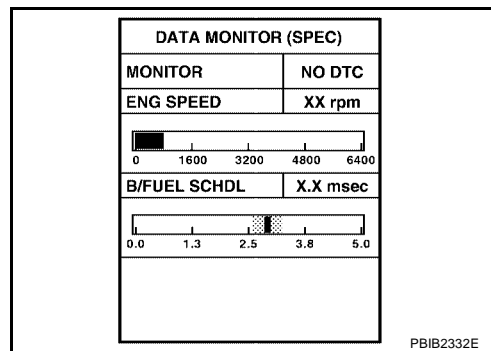 DATA MONITOR (SPEC)
MONITOR NO DTC
ENG SPEED XX rpm
0 1600 3200 4800 6400
B/FUEL SCHDL X.X msec
0.0 1.3 2.5 3.8 5.0
PBIB2332E